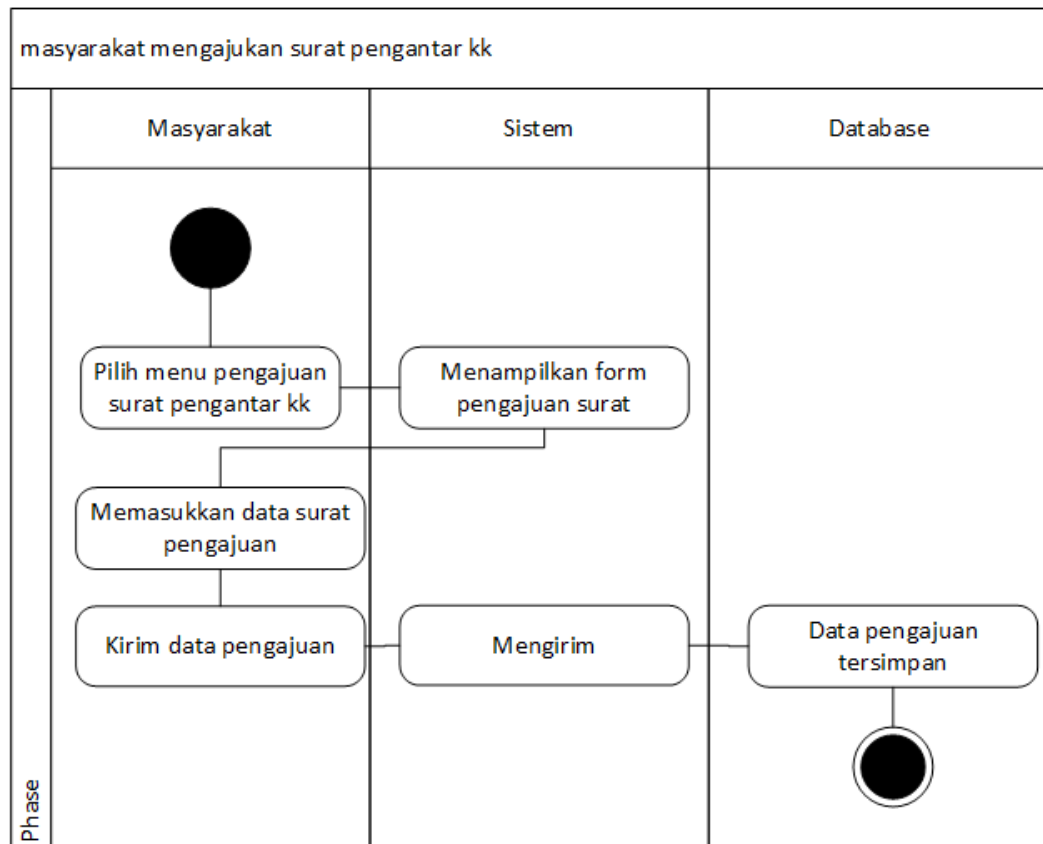 masyarakat mengajukan surat pengantar kk
Masyarakat
Sistem
Database
Pilih menu pengajuan
surat pengantar kk
Menampilkan form
pengajuan surat
Memasukkan data surat
pengajuan
Kirim data pengajuan
Mengirim
Data pengajuan
tersimpan
Phase